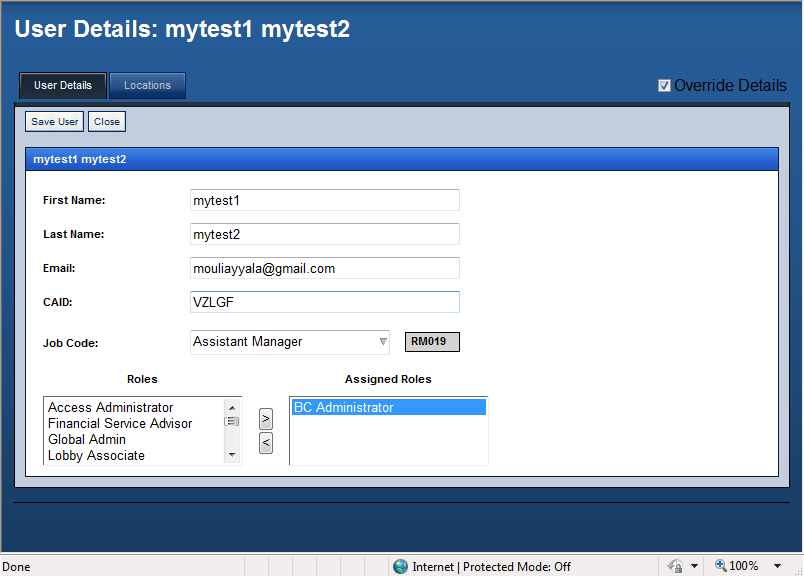 User Details: mytest1 mytest2
User Details Locations Override Details
Save User Close
mytest1 mytest2
First Name: mytest1
Last Name: mytest2
Email: mouliayyala@gmail.com
CAID: VZLGF
Job Code: Assistant Manager RM019
Roles Assigned Roles
Access Administrator BC Administrator
Financial Service Advisor >
Global Admin <
Lobby Associate
Done Internet | Protected Mode: Off 100%